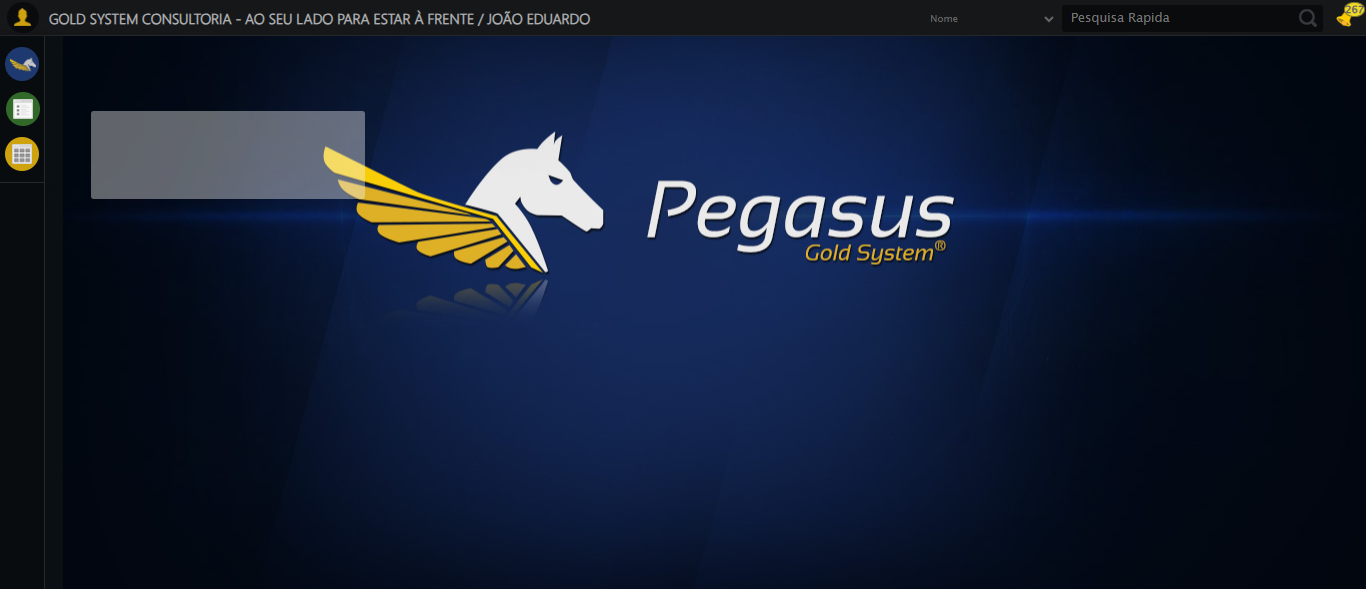 GOLD SYSTEM CONSULTORIA - AO SEU LADO PARA ESTAR À FRENTE / JOÃO EDUARDO
Nome
Pesquisa Rapida
267
Pegasus
Gold System®